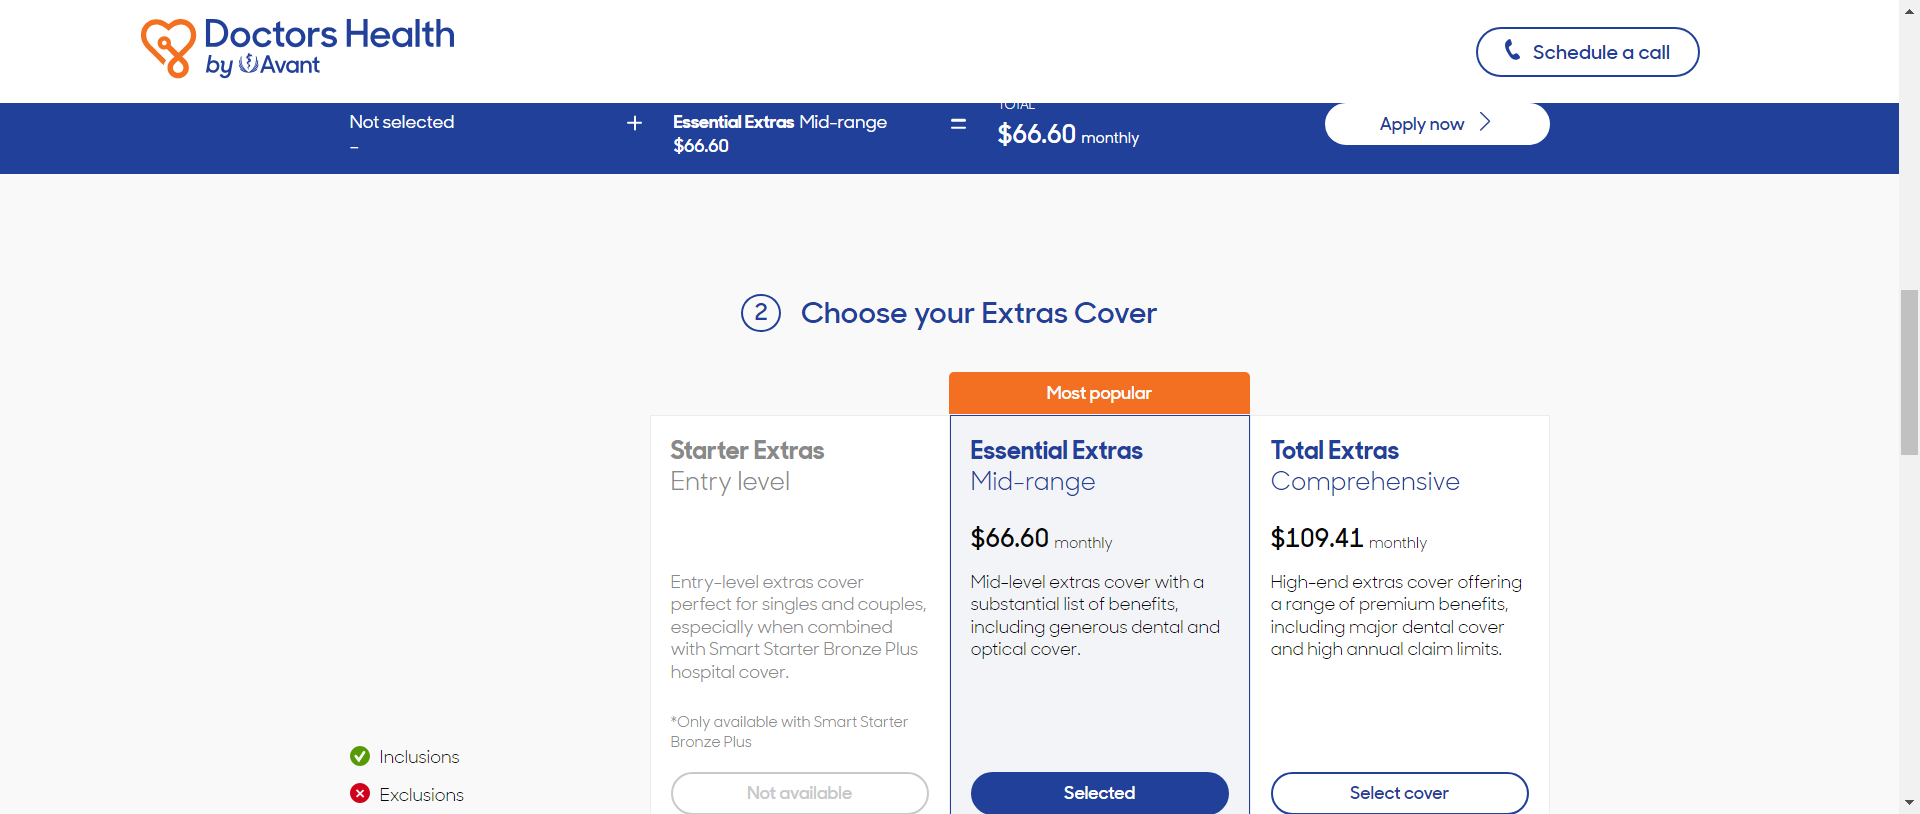 Doctors Health
by Avant
Schedule a call
Not selected
–
+
Essential Extras Mid-range
$66.60
=
TOTAL
$66.60 monthly
Apply now
2 Choose your Extras Cover
Most popular
Starter Extras
Entry level
Entry-level extras cover
perfect for singles and couples,
especially when combined
with Smart Starter Bronze Plus
hospital cover.
*Only available with Smart Starter
Bronze Plus
Not available
Essential Extras
Mid-range
$66.60 monthly
Mid-level extras cover with a
substantial list of benefits,
including generous dental and
optical cover.
Selected
Total Extras
Comprehensive
$109.41 monthly
High-end extras cover offering
a range of premium benefits,
including major dental cover
and high annual claim limits.
Select cover
Inclusions
Exclusions